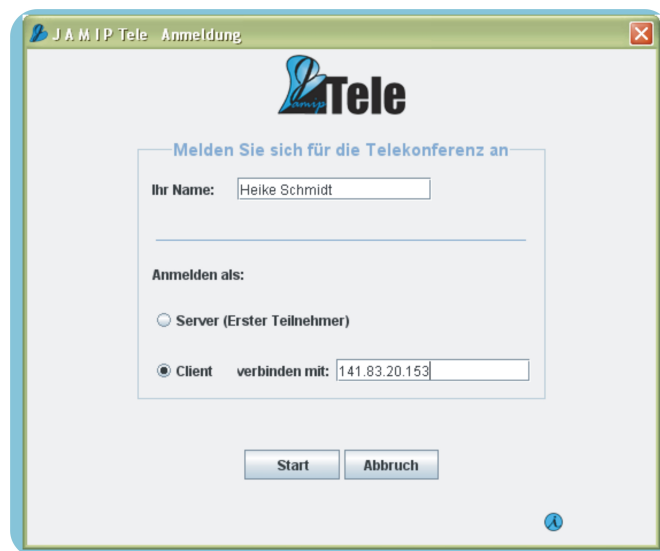 J A M I P Tele Anmeldung
Jamip Tele
Melden Sie sich für die Telekonferenz an
Ihr Name: Heike Schmidt
Anmelden als:
Server (Erster Teilnehmer)
Client verbinden mit: 141.83.20.153
Start Abbruch
i